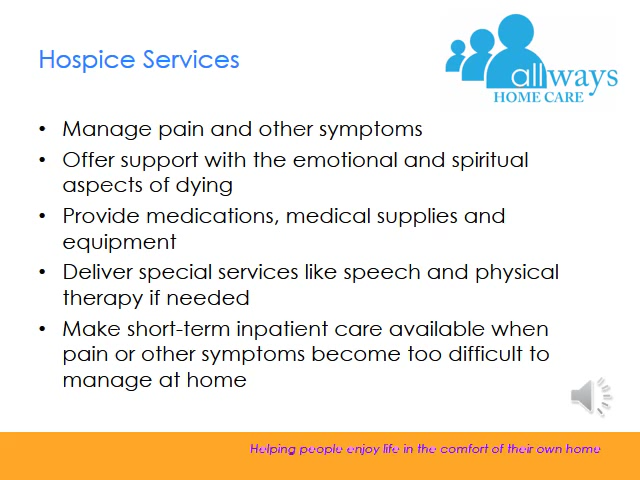 Hospice Services
allways
HOME CARE
• Manage pain and other symptoms
• Offer support with the emotional and spiritual
aspects of dying
• Provide medications, medical supplies and
equipment
• Deliver special services like speech and physical
therapy if needed
• Make short-term inpatient care available when
pain or other symptoms become too difficult to
manage at home
Helping people enjoy life in the comfort of their own home